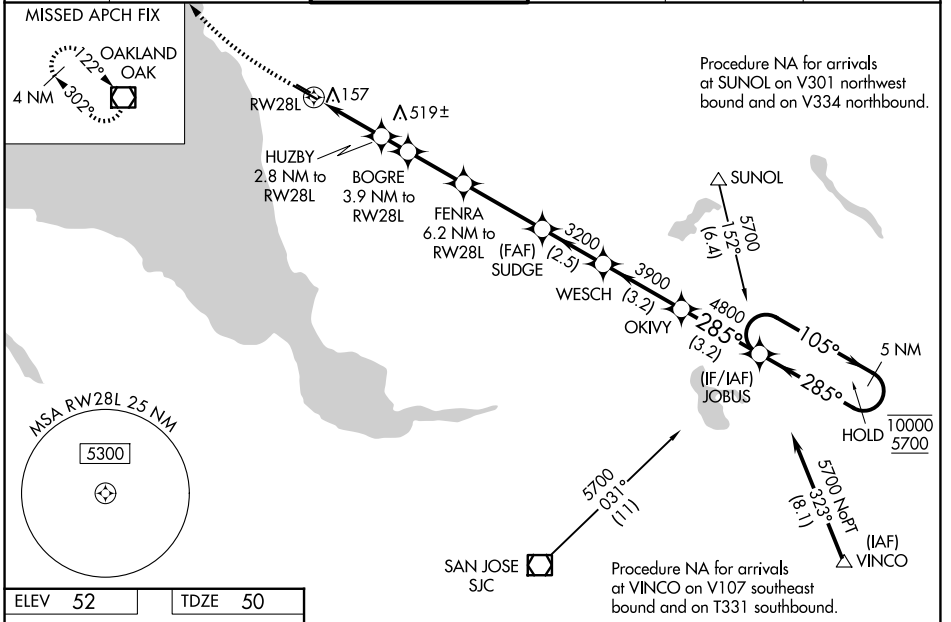 MISSED APCH FIX
OAKLAND
OAK
122°
4 NM
302°
RW28L
157
519±
Procedure NA for arrivals
at SUNOL on V301 northwest
bound and on V334 northbound.
HUZBY
2.8 NM to
RW28L
BOGRE
3.9 NM to
RW28L
FENRA
6.2 NM to
RW28L
(FAF)
SUDGE
3200
(2.5)
WESCH
3900
(3.2)
OKIVY
4800
285°
(3.2)
(IF/IAF)
JOBUS
SUNOL
5700
152°
(6.4)
105°
5 NM
285°
HOLD
10000
5700
MSA RW28L 25 NM
5300
5700
031°
(11)
SAN JOSE
SJC
5700 NoPT
323°
(8.1)
(IAF)
VINCO
Procedure NA for arrivals
at VINCO on V107 southeast
bound and on T331 southbound.
ELEV 52
TDZE 50